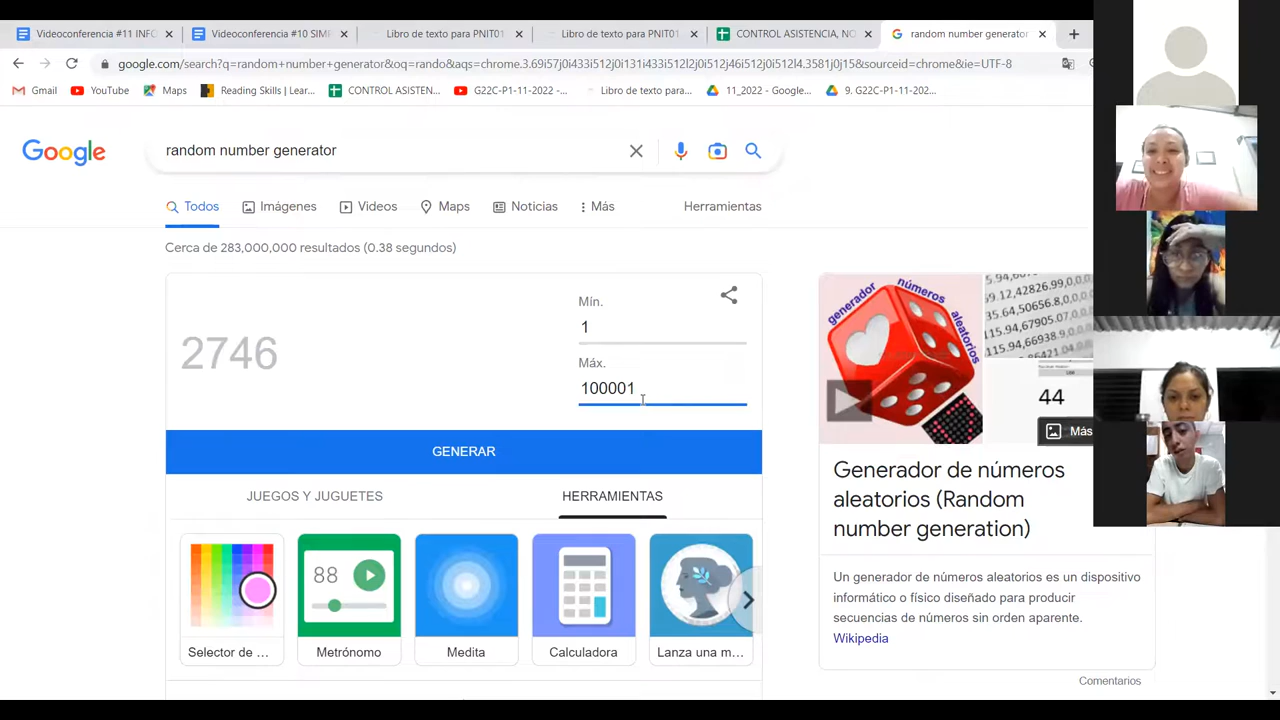 Videoconferencia #11 INFO
Videoconferencia #10 SIMP
Libro de texto para PNIT01
Libro de texto para PNIT01
CONTROL ASISTENCIA, NO
random number generator
google.com/search?q=random+number+generator&oq=rando&aqs=chrome.3.69i57j0i433i512j0i131i433i512l2j0i512j46i512j0i512l4.3581j0j15&sourceid=chrome&ie=UTF-8
Gmail
YouTube
Maps
Reading Skills | Lear...
CONTROL ASISTEN...
G22C-P1-11-2022 -...
Libro de texto para...
11_2022 - Google...
9. G22C-P1-11-202...
Google
random number generator
Todos
Imágenes
Videos
Maps
Noticias
Más
Herramientas
Cerca de 283,000,000 resultados (0.38 segundos)
2746
Mín.
1
Máx.
100001
GENERAR
JUEGOS Y JUGUETES
HERRAMIENTAS
88
Selector de ...
Metrónomo
Medita
Calculadora
Lanza una m...
generador números aleatorios
44
Más
Generador de números
aleatorios (Random
number generation)
Un generador de números aleatorios es un dispositivo
informático o físico diseñado para producir
secuencias de números sin orden aparente.
Wikipedia
Comentarios